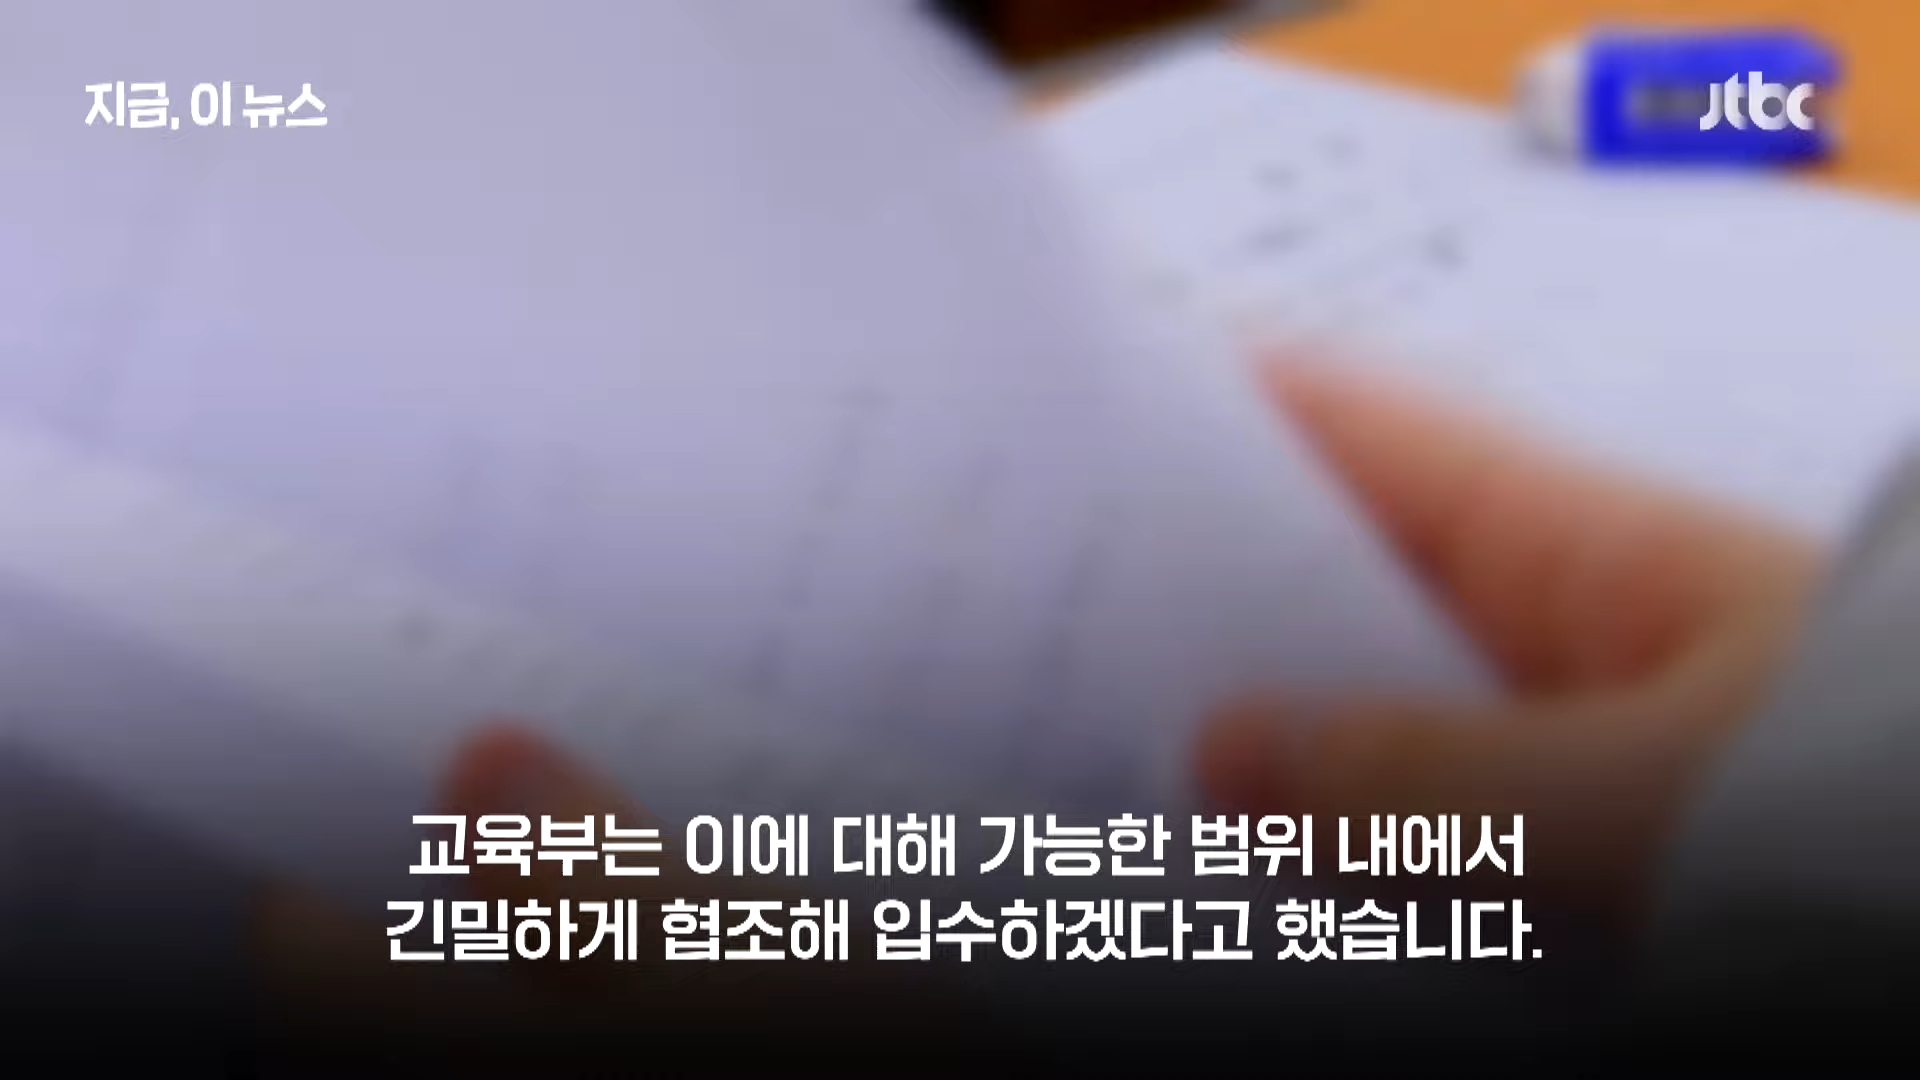 지금, 이 뉴스
jtbc
교육부는 이에 대해 가능한 범위 내에서
긴밀하게 협조해 입수하겠다고 했습니다.